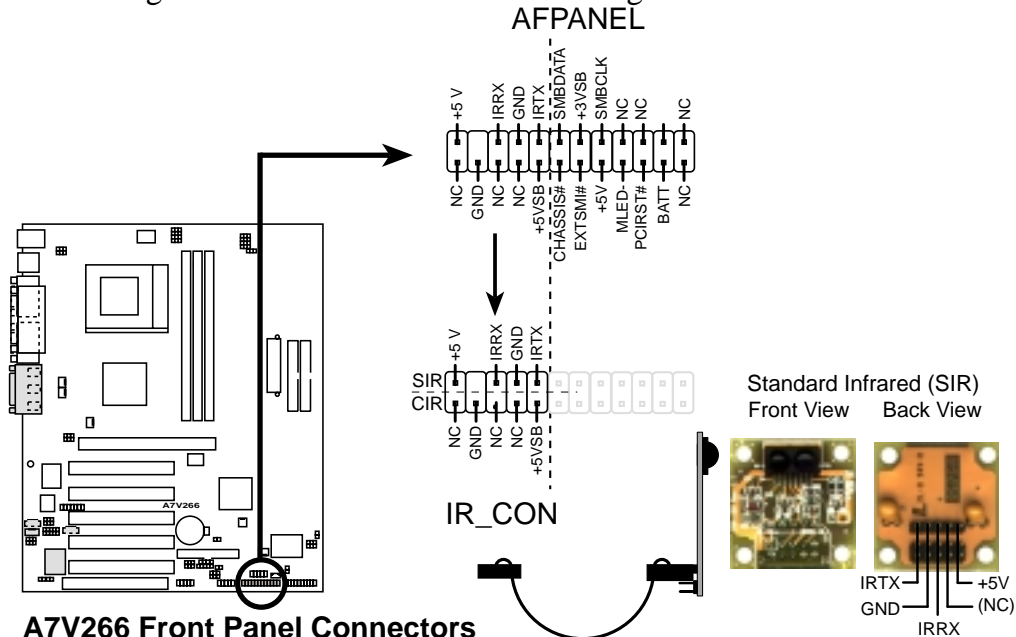 AFPANEL
+5 V
IRRX
GND
IRTX
SMBDATA
+3VSB
SMBCLK
NC
NC
NC
NC
GND
NC
NC
+5VSB
CHASSIS#
EXTSMI#
+5V
MLED-
PCIRST#
BATT
NC
+5 V
IRRX
GND
IRTX
SIR
CIR
NC
GND
NC
NC
+5VSB
IR_CON
Standard Infrared (SIR)
Front View Back View
A7V266
IRTX
+5V
GND
(NC)
IRRX
A7V266 Front Panel Connectors